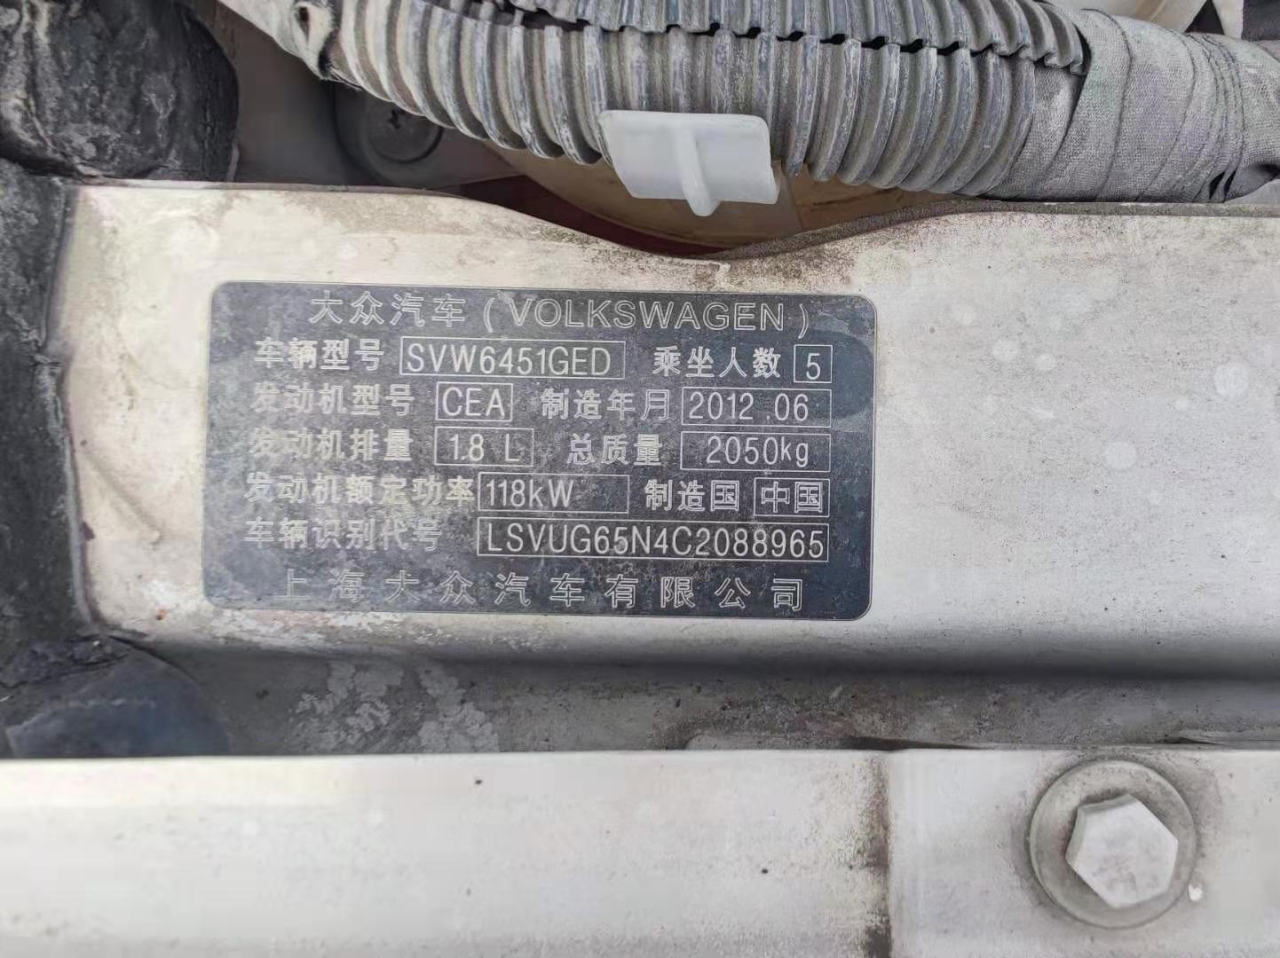 大众汽车(VOLKSWAGEN)
车辆型号 SVW6451GED 乘坐人数 5
发动机型号 CEA 制造年月 2012.06
发动机排量 1.8 L 总质量 2050kg
发动机额定功率 118kW 制造国 中国
车辆识别代号 LSVUG65N4C2088965
上海大众汽车有限公司